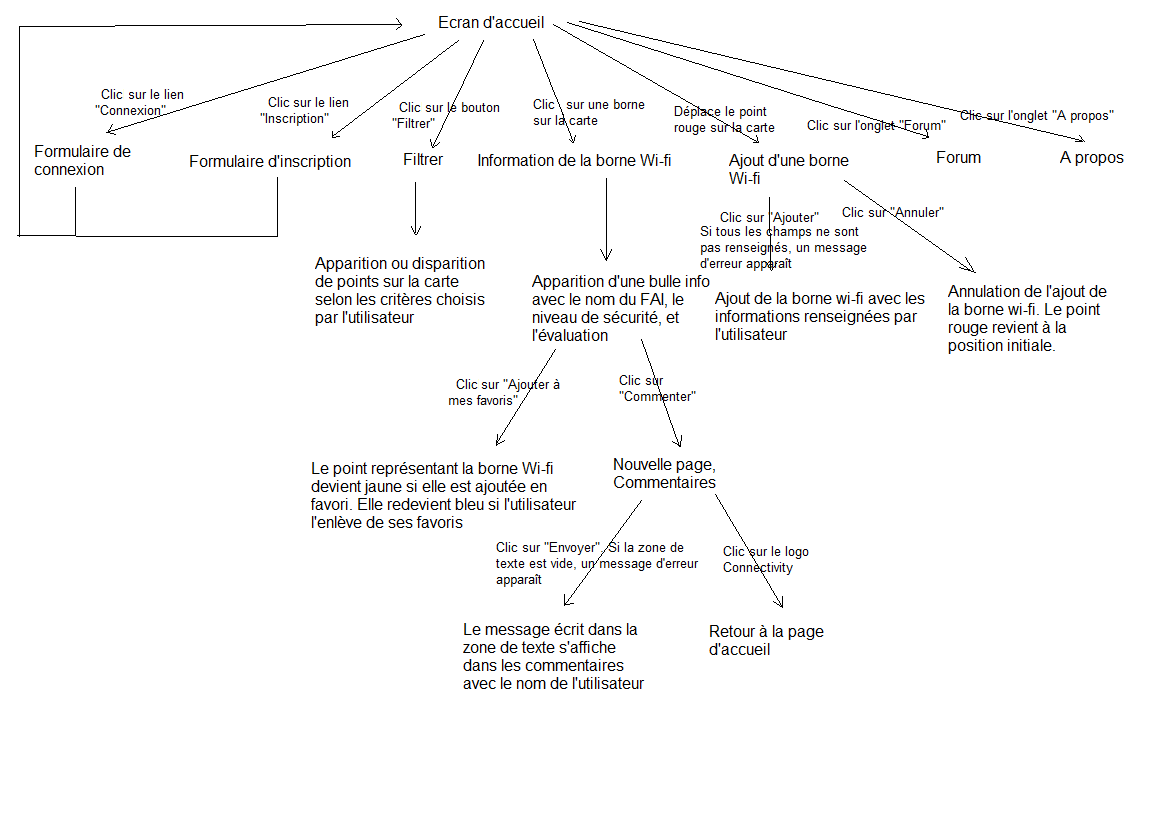 Ecran d'accueil
Clic sur le lien
"Connexion"
Clic sur le lien
"Inscription"
Clic sur le bouton
"Filtrer"
Clic sur une borne
sur la carte
Déplace le point
rouge sur la carte
Clic sur l'onglet "Forum"
Clic sur l'onglet "A propos"
Formulaire de
connexion
Formulaire d'inscription
Filtrer
Information de la borne Wi-fi
Ajout d'une borne
Wi-fi
Forum
A propos
Clic sur "Ajouter"
Si tous les champs ne sont
pas renseignés, un message
d'erreur apparaît
Clic sur "Annuler"
Apparition ou disparition
de points sur la carte
selon les critères choisis
par l'utilisateur
Apparition d'une bulle info
avec le nom du FAI, le
niveau de sécurité, et
l'évaluation
Ajout de la borne wi-fi avec les
informations renseignées par
l'utilisateur
Annulation de l'ajout de
la borne wi-fi. Le point
rouge revient à la
position initiale.
Clic sur "Ajouter à
mes favoris"
Clic sur
"Commenter"
Le point représentant la borne Wi-fi
devient jaune si elle est ajoutée en
favori. Elle redevient bleu si l'utilisateur
l'enlève de ses favoris
Nouvelle page,
Commentaires
Clic sur "Envoyer". Si la zone de
texte est vide, un message d'erreur
apparaît
Clic sur le logo
Connectivity
Le message écrit dans la
zone de texte s'affiche
dans les commentaires
avec le nom de l'utilisateur
Retour à la page
d'accueil